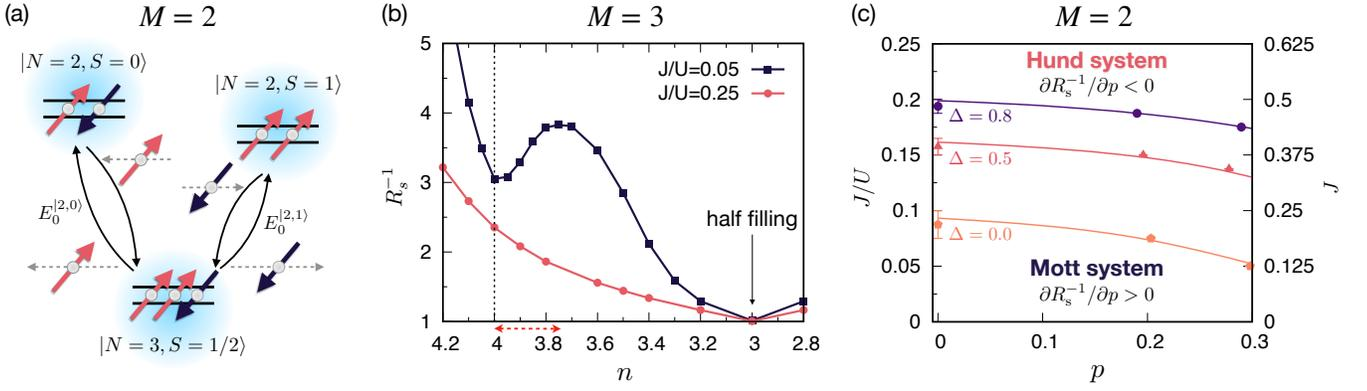 (a)
M = 2
|N = 2, S = 0⟩
|N = 2, S = 1⟩
E_0^{|2,0⟩}
E_0^{|2,1⟩}
|N = 3, S = 1/2⟩
(b)
M = 3
R_s^{-1}
5
4
3
2
1
J/U=0.05
J/U=0.25
half filling
4.2 4 3.8 3.6 3.4 3.2 3 2.8
n
(c)
M = 2
J/U
0.25
0.2
0.15
0.1
0.05
0
Hund system
∂R_s^{-1}/∂p < 0
Δ = 0.8
Δ = 0.5
Δ = 0.0
Mott system
∂R_s^{-1}/∂p > 0
0.625
0.5
0.375
0.25
0.125
0
J
0 0.1 0.2 0.3
p